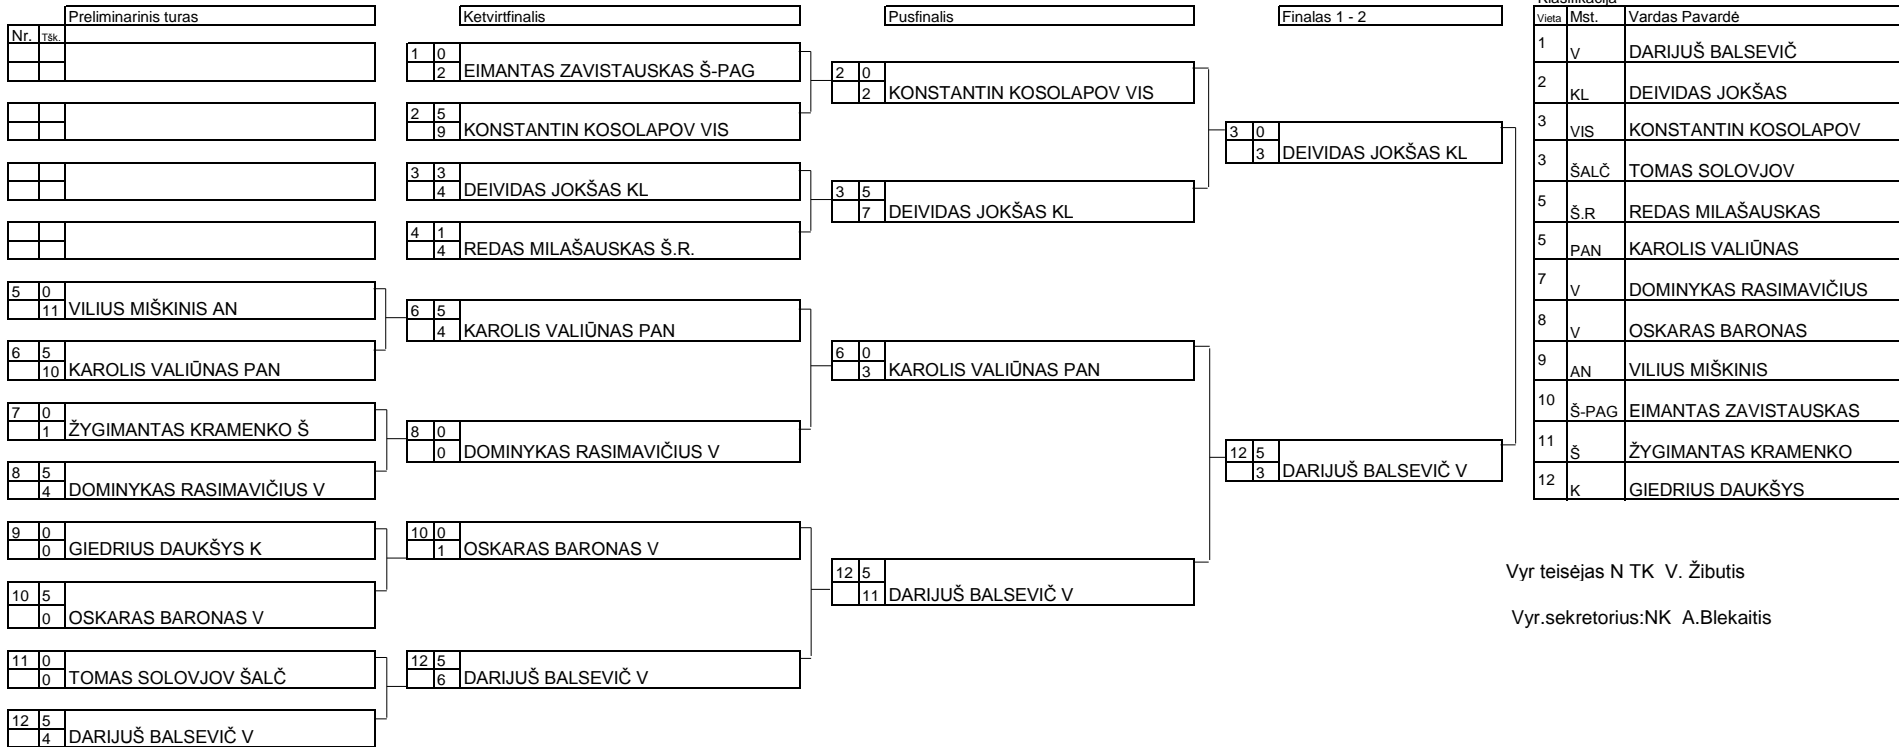 Preliminarinis turas
Nr. Tšk.
5 0
11 VILIUS MIŠKINIS AN
6 5
10 KAROLIS VALIŪNAS PAN
7 0
1 ŽYGIMANTAS KRAMENKO Š
8 5
4 DOMINYKAS RASIMAVIČIUS V
9 0
0 GIEDRIUS DAUKŠYS K
10 5
0 OSKARAS BARONAS V
11 0
0 TOMAS SOLOVJOV ŠALČ
12 5
4 DARIJUŠ BALSEVIČ V
Ketvirtfinalis
1 0
2 EIMANTAS ZAVISTAUSKAS Š-PAG
2 5
9 KONSTANTIN KOSOLAPOV VIS
3 3
4 DEIVIDAS JOKŠAS KL
4 1
4 REDAS MILAŠAUSKAS Š.R.
6 5
4 KAROLIS VALIŪNAS PAN
8 0
0 DOMINYKAS RASIMAVIČIUS V
10 0
1 OSKARAS BARONAS V
12 5
6 DARIJUŠ BALSEVIČ V
Pusfinalis
2 0
2 KONSTANTIN KOSOLAPOV VIS
3 5
7 DEIVIDAS JOKŠAS KL
6 0
3 KAROLIS VALIŪNAS PAN
12 5
11 DARIJUŠ BALSEVIČ V
Finalas 1 - 2
3 0
3 DEIVIDAS JOKŠAS KL
12 5
3 DARIJUŠ BALSEVIČ V
Klasifikacija
Vieta Mst. Vardas Pavardė
1 V DARIJUŠ BALSEVIČ
2 KL DEIVIDAS JOKŠAS
3 VIS KONSTANTIN KOSOLAPOV
3 ŠALČ TOMAS SOLOVJOV
5 Š.R REDAS MILAŠAUSKAS
5 PAN KAROLIS VALIŪNAS
7 V DOMINYKAS RASIMAVIČIUS
8 V OSKARAS BARONAS
9 AN VILIUS MIŠKINIS
10 Š-PAG EIMANTAS ZAVISTAUSKAS
11 Š ŽYGIMANTAS KRAMENKO
12 K GIEDRIUS DAUKŠYS
Vyr teisėjas N TK V. Žibutis
Vyr.sekretorius:NK A.Blekaitis